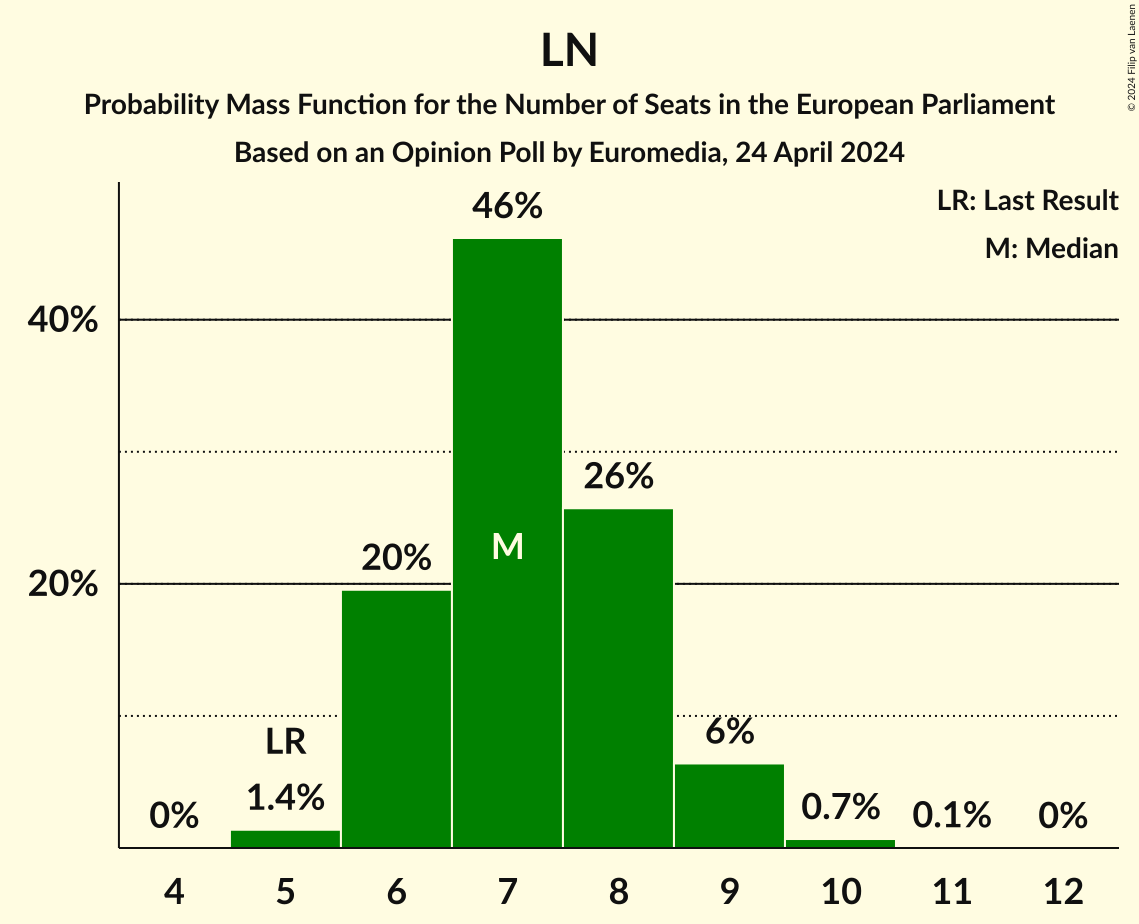 LN
Probability Mass Function for the Number of Seats in the European Parliament
Based on an Opinion Poll by Euromedia, 24 April 2024
© 2024 Filip van Laenen
LR: Last Result
M: Median
46%
40%
26%
M
20%
20%
LR
6%
0%
1.4%
0.7%
0.1%
0%
4 5 6 7 8 9 10 11 12